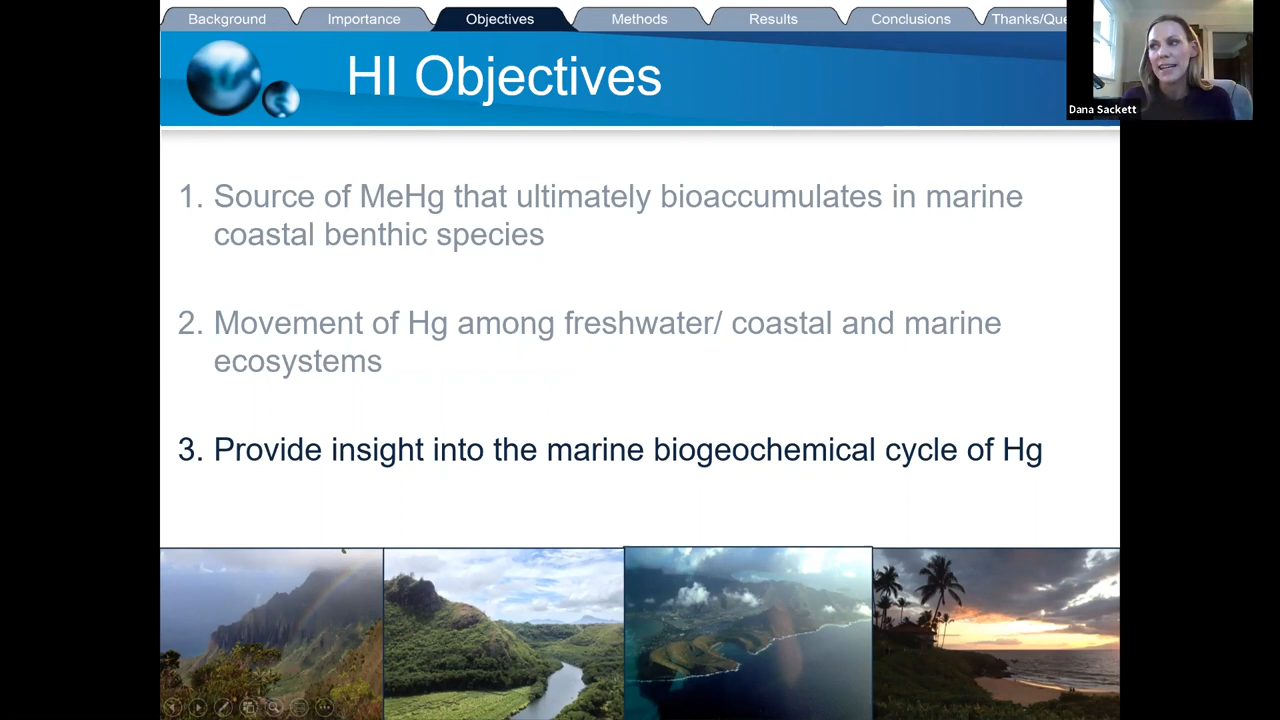 Background
Importance
Objectives
Methods
Results
Conclusions
Thanks/Que
HI Objectives
Dana Sackett
1. Source of MeHg that ultimately bioaccumulates in marine
coastal benthic species
2. Movement of Hg among freshwater/ coastal and marine
ecosystems
3. Provide insight into the marine biogeochemical cycle of Hg